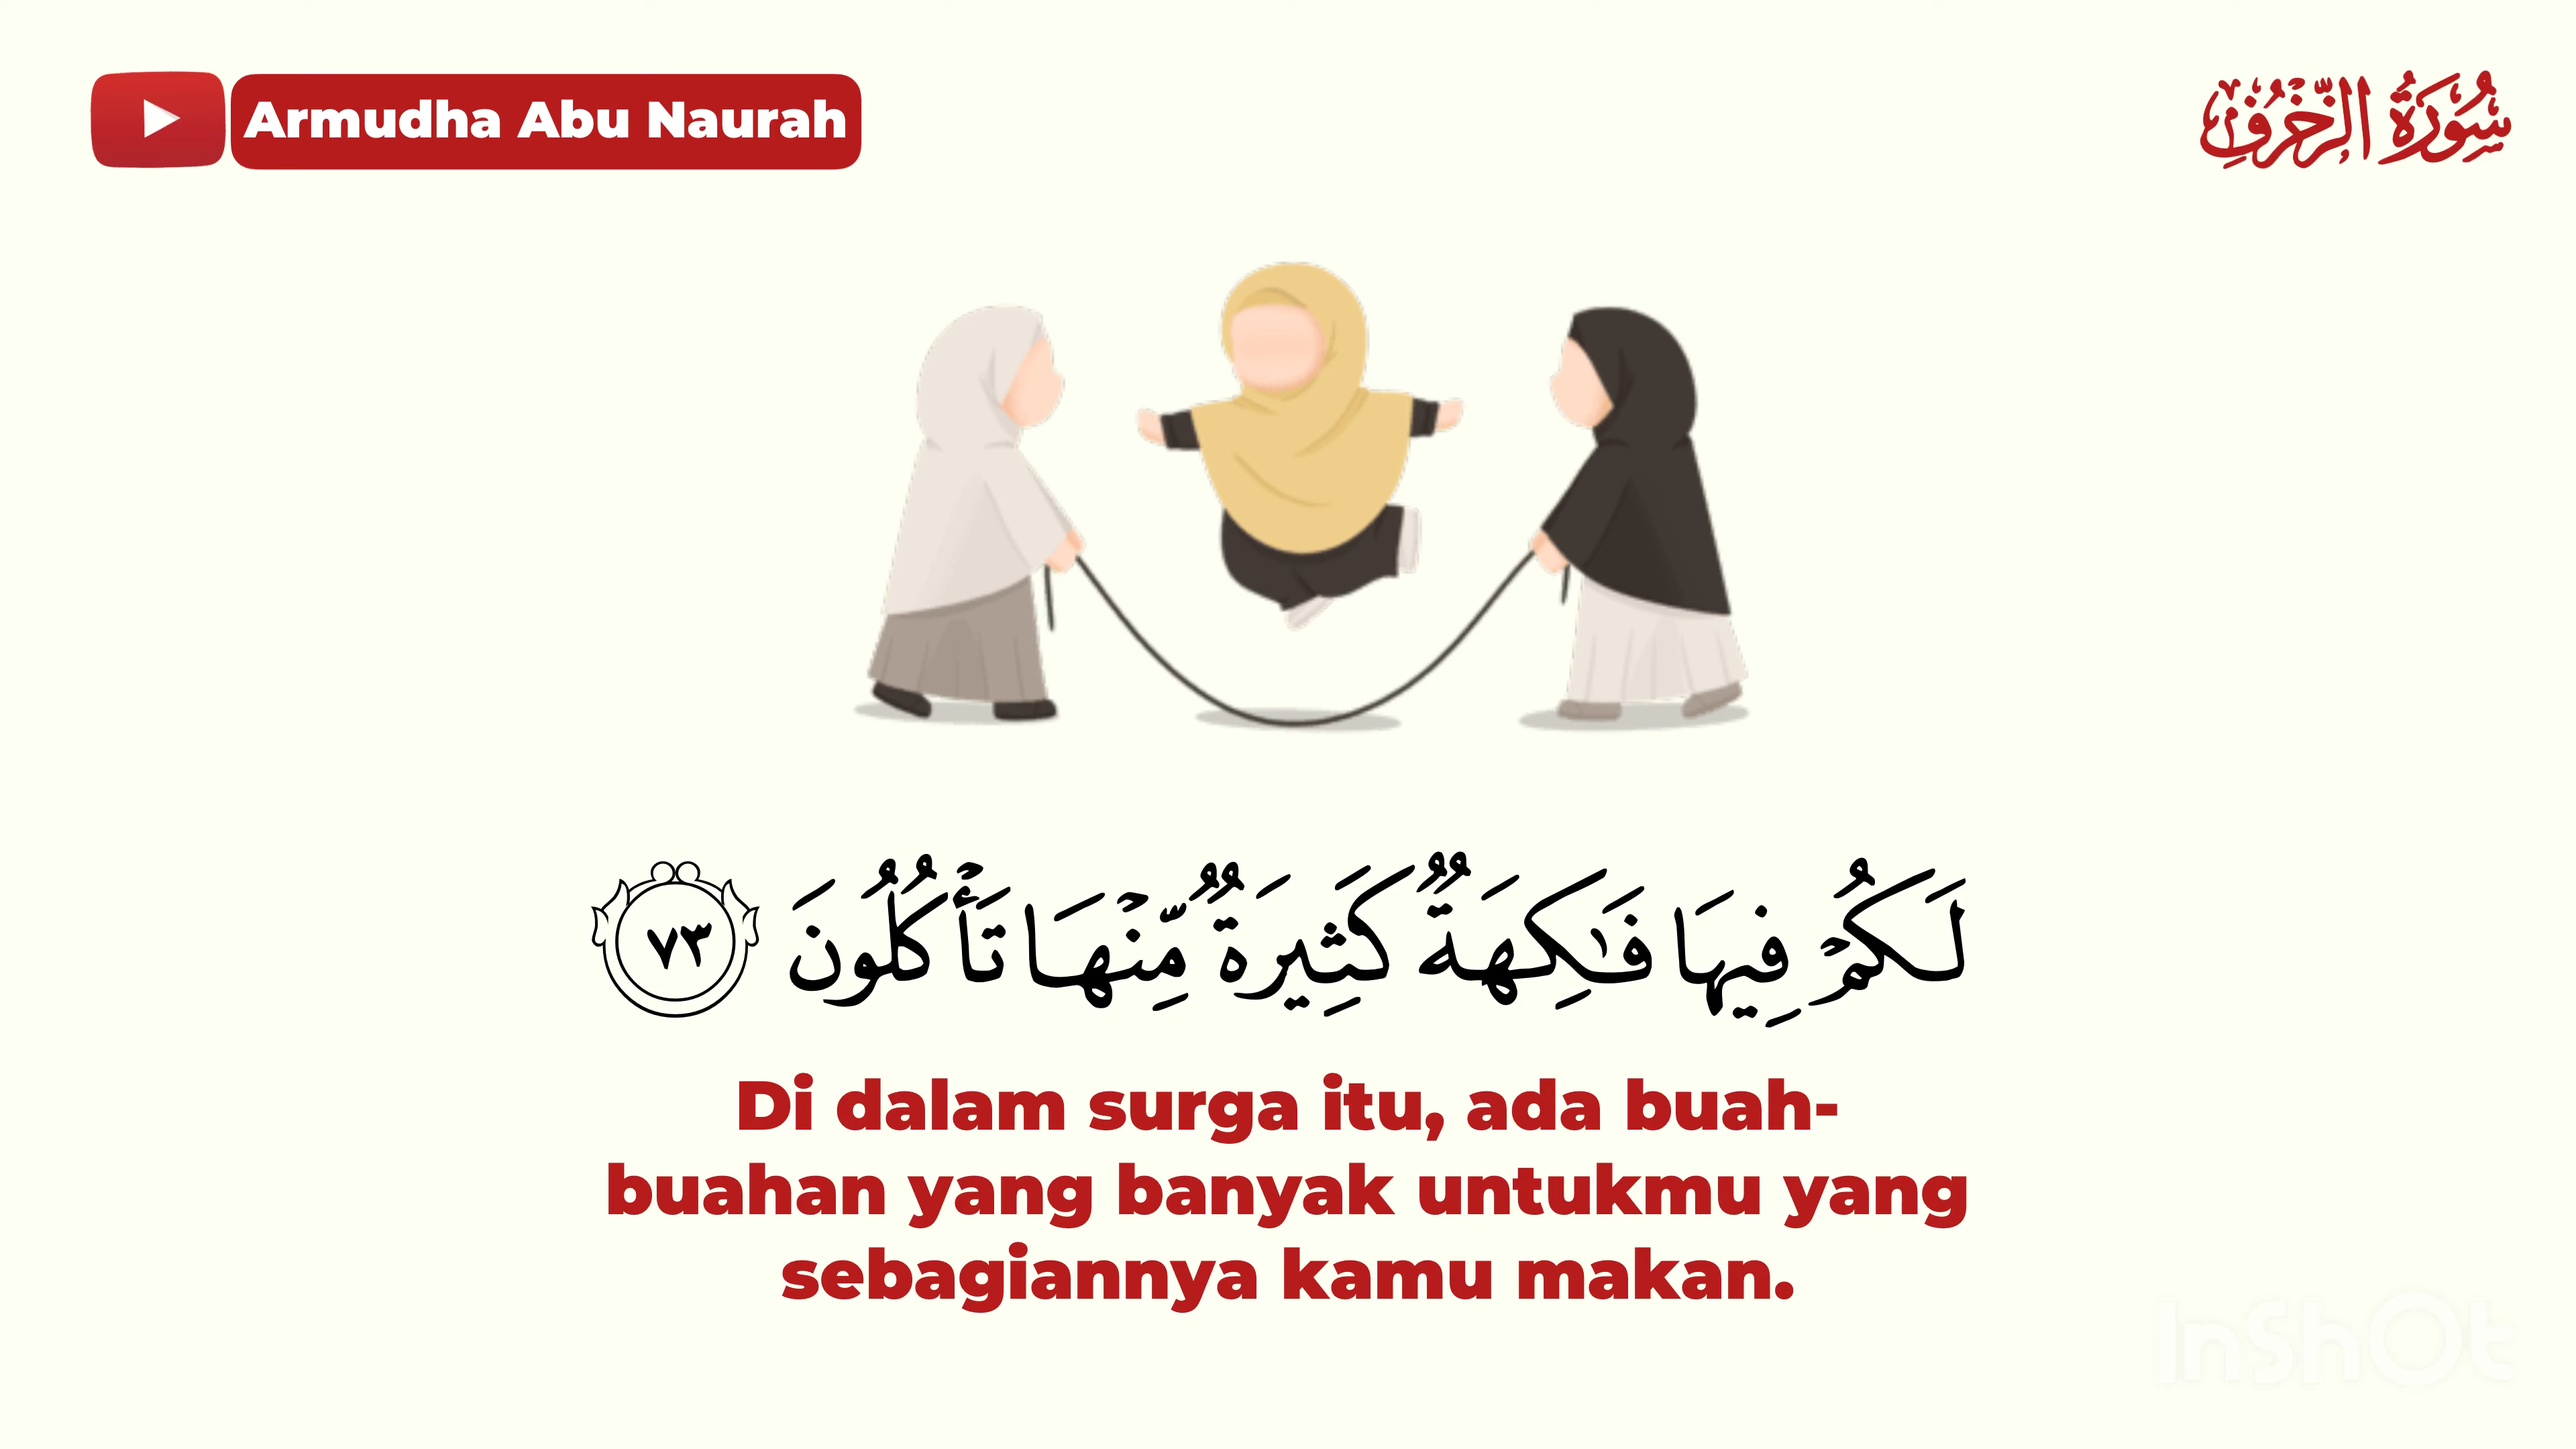 Armudha Abu Naurah
سُورَةُ الزُّخْرُفِ
لَكُمْ فِيهَا فَٰكِهَةٌ كَثِيرَةٌ مِّنْهَا تَأْكُلُونَ ٧٣
Di dalam surga itu, ada buah-
buahan yang banyak untukmu yang
sebagiannya kamu makan.
InShOt